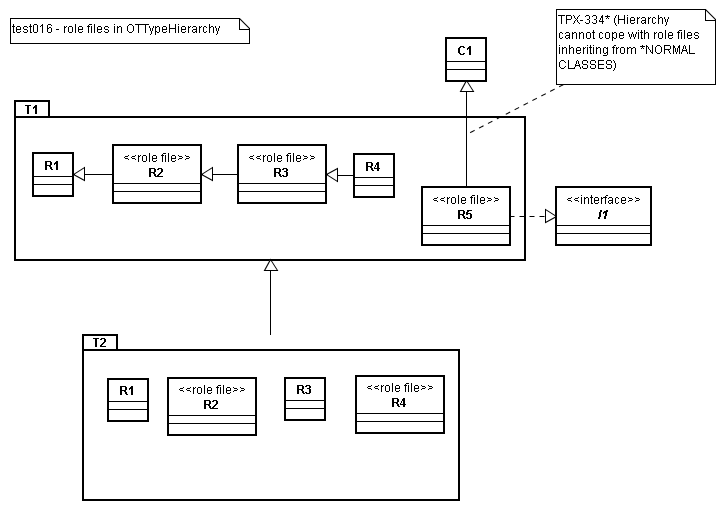 test016 - role files in OTTypeHierarchy
TPX-334* (Hierarchy
cannot cope with role files
inheriting from *NORMAL
CLASSES)
C1
T1
R1
<<role file>>
R2
<<role file>>
R3
R4
<<role file>>
R5
<<interface>>
I1
T2
R1
<<role file>>
R2
R3
<<role file>>
R4